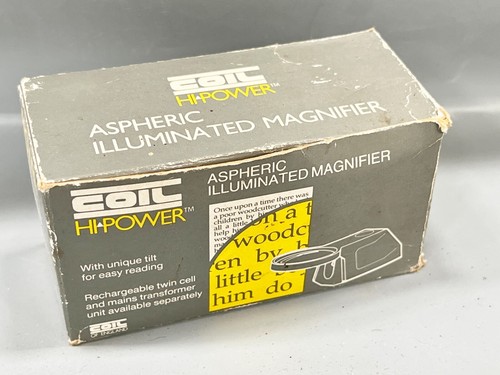 COIL
HI-POWER™
ASPHERIC
ILLUMINATED MAGNIFIER
COIL
HI-POWER™
ASPHERIC
ILLUMINATED MAGNIFIER
With unique tilt
for easy reading
Rechargeable twin cell
and mains transformer
unit available separately
COIL
OF ENGLAND
Once upon a time there was
a poor woodcutter who
children by his
all a little
help
on a t
woodc
en by h
little
him do